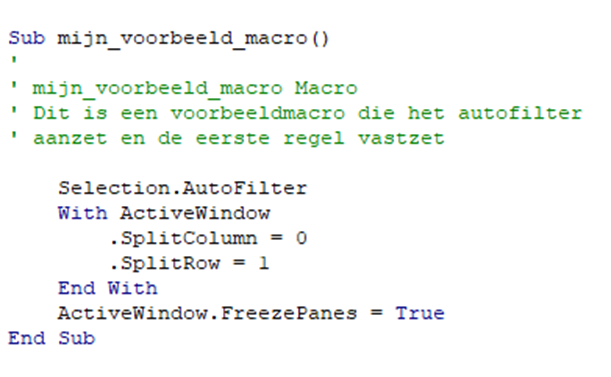 Sub mijn_voorbeeld_macro()
'
' mijn_voorbeeld_macro Macro
' Dit is een voorbeeldmacro die het autofilter
' aanzet en de eerste regel vastzet
    Selection.AutoFilter
    With ActiveWindow
        .SplitColumn = 0
        .SplitRow = 1
    End With
    ActiveWindow.FreezePanes = True
End Sub